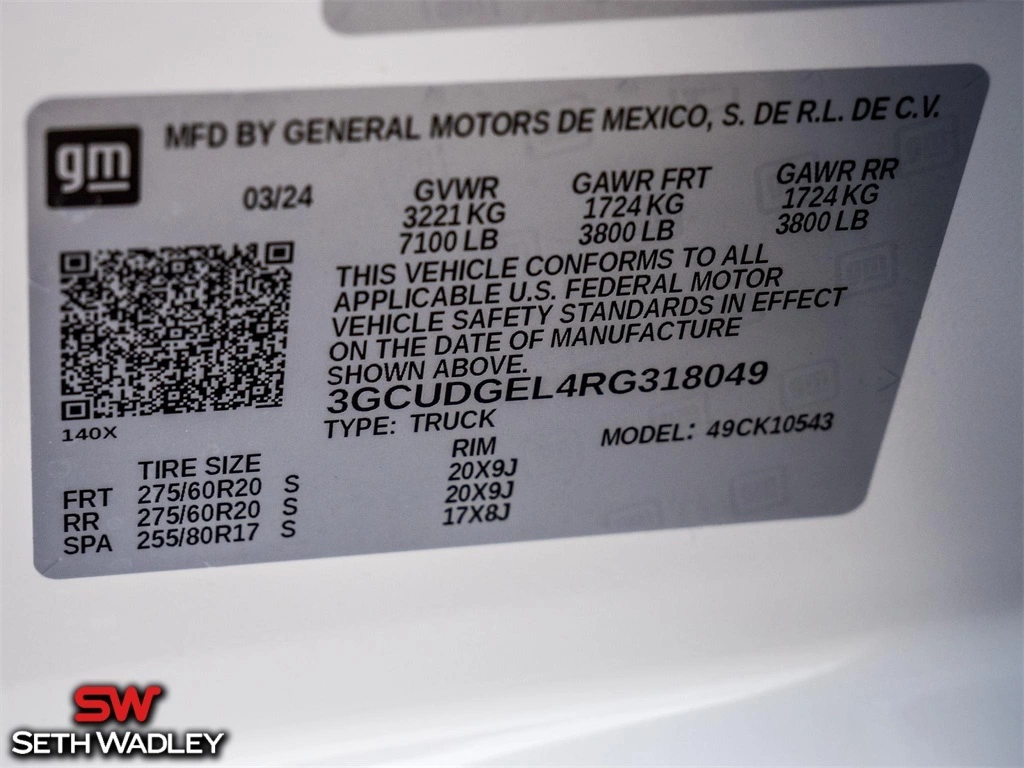 gm
MFD BY GENERAL MOTORS DE MEXICO, S. DE R.L. DE C.V.
03/24 GVWR GAWR FRT GAWR RR
3221 KG 1724 KG 1724 KG
7100 LB 3800 LB 3800 LB
THIS VEHICLE CONFORMS TO ALL
APPLICABLE U.S. FEDERAL MOTOR
VEHICLE SAFETY STANDARDS IN EFFECT
ON THE DATE OF MANUFACTURE
SHOWN ABOVE.
3GCUDGEL4RG318049
140X
TYPE: TRUCK MODEL: 49CK10543
TIRE SIZE RIM
FRT 275/60R20 S 20X9J
RR 275/60R20 S 20X9J
SPA 255/80R17 S 17X8J
SW
SETH WADLEY